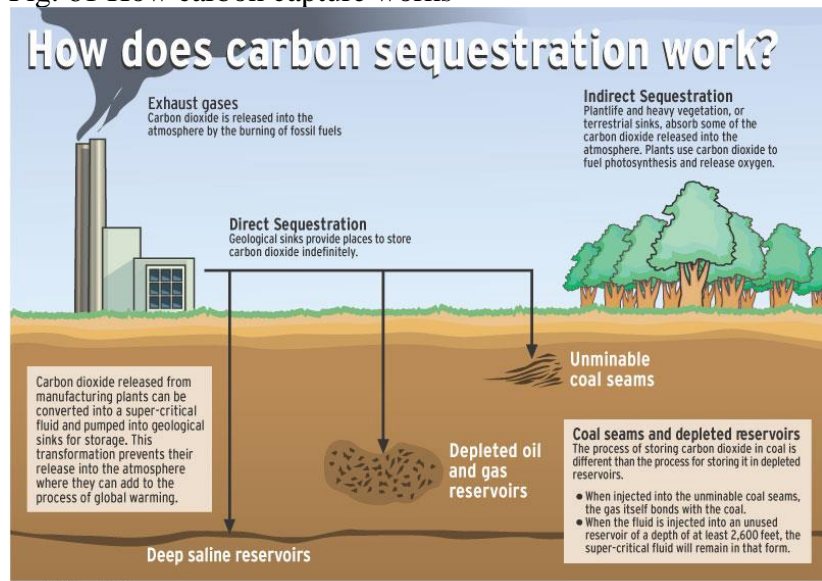 Fig. 61 How carbon capture works
How does carbon sequestration work?
Exhaust gases
Carbon dioxide is released into the
atmosphere by the burning of fossil fuels
Indirect Sequestration
Plantlife and heavy vegetation, or
terrestrial sinks, absorb some of the
carbon dioxide released into the
atmosphere. Plants use carbon dioxide to
fuel photosynthesis and release oxygen.
Direct Sequestration
Geological sinks provide places to store
carbon dioxide indefinitely.
Unminable
coal seams
Carbon dioxide released from
manufacturing plants can be
converted into a super-critical
fluid and pumped into geological
sinks for storage. This
transformation prevents their
release into the atmosphere
where they can add to the
process of global warming.
Depleted oil
and gas
reservoirs
Coal seams and depleted reservoirs
The process of storing carbon dioxide in coal is
different than the process for storing it in depleted
reservoirs.
• When injected into the unminable coal seams,
the gas itself bonds with the coal.
• When the fluid is injected into an unused
reservoir of a depth of at least 2,600 feet, the
super-critical fluid will remain in that form.
Deep saline reservoirs